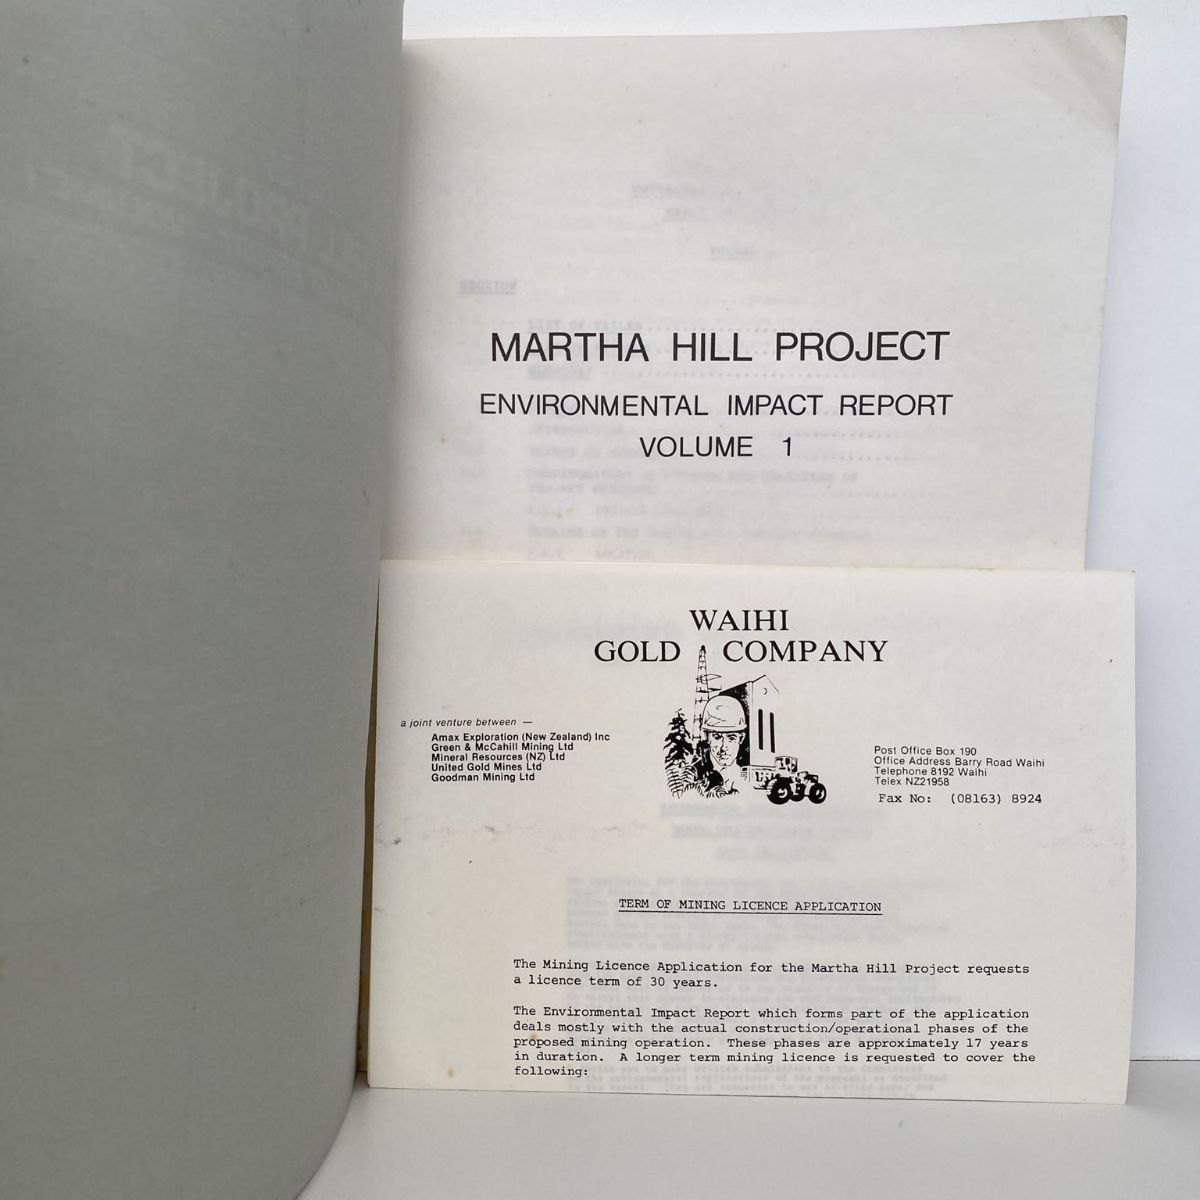 MARTHA HILL PROJECT
ENVIRONMENTAL IMPACT REPORT
VOLUME 1
WAIHI
GOLD COMPANY
a joint venture between —
Amax Exploration (New Zealand) Inc
Green & McCahill Mining Ltd
Mineral Resources (NZ) Ltd
United Gold Mines Ltd
Goodman Mining Ltd
Post Office Box 190
Office Address Barry Road Waihi
Telephone 8192 Waihi
Telex NZ21958
Fax No: (08163) 8924
TERM OF MINING LICENCE APPLICATION
The Mining Licence Application for the Martha Hill Project requests
a licence term of 30 years.
The Environmental Impact Report which forms part of the application
deals mostly with the actual construction/operational phases of the
proposed mining operation. These phases are approximately 17 years
in duration. A longer term mining licence is requested to cover the
following: